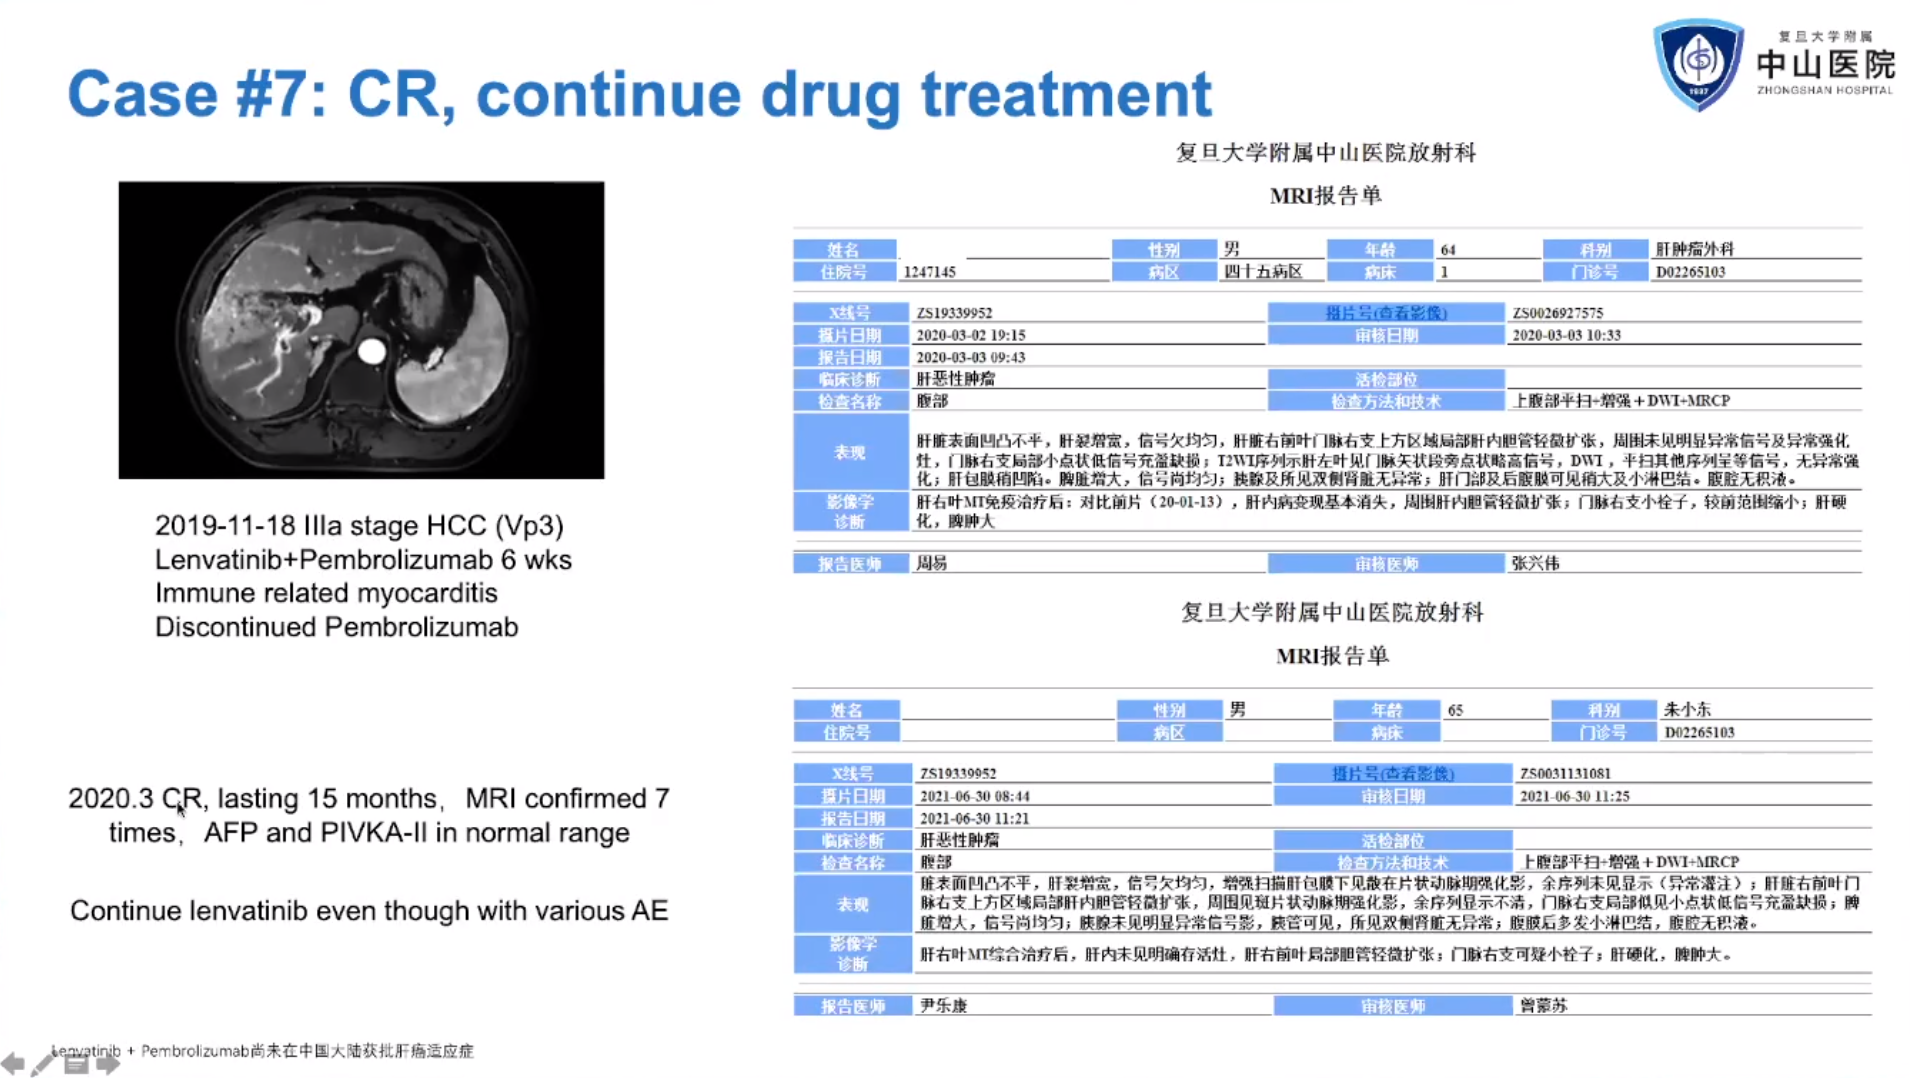 Case #7: CR, continue drug treatment
复旦大学附属
中山医院
ZHONGSHAN HOSPITAL
1937
2019-11-18 IIIa stage HCC (Vp3)
Lenvatinib+Pembrolizumab 6 wks
Immune related myocarditis
Discontinued Pembrolizumab
2020.3 CR, lasting 15 months，MRI confirmed 7
times，AFP and PIVKA-II in normal range
Continue lenvatinib even though with various AE
Lenvatinib + Pembrolizumab尚未在中国大陆获批肝癌适应症
复旦大学附属中山医院放射科
MRI报告单
姓名 性别 男 年龄 64 科别 肝肿瘤外科
住院号 1247145 病区 四十五病区 病床 1 门诊号 D02265103
X线号 ZS19339952 摄片号(查看影像) ZS0026927575
摄片日期 2020-03-02 19:15 审核日期 2020-03-03 10:33
报告日期 2020-03-03 09:43
临床诊断 肝恶性肿瘤 活检部位
检查名称 腹部 检查方法和技术 上腹部平扫+增强+DWI+MRCP
表现
肝脏表面凹凸不平，肝裂增宽，信号欠均匀，肝脏右前叶门脉右支上方区域局部肝内胆管轻微扩张，周围未见明显异常信号及异常强化
灶，门脉右支局部小点状低信号充盈缺损；T2WI序列示肝左叶见门脉矢状段旁点状略高信号，DWI，平扫其他序列呈等信号，无异常强
化；肝包膜稍凹陷。脾脏增大，信号尚均匀；胰腺及所见双侧肾脏无异常；肝门部及后腹膜可见稍大及小淋巴结。腹腔无积液。
影像学
诊断
肝右叶MT免疫治疗后：对比前片（20-01-13），肝内病变现基本消失，周围肝内胆管轻微扩张；门脉右支小栓子，较前范围缩小；肝硬
化，脾肿大
报告医师 周易 审核医师 张兴伟
复旦大学附属中山医院放射科
MRI报告单
姓名 性别 男 年龄 65 科别 朱小东
住院号 病区 病床 门诊号 D02265103
X线号 ZS19339952 摄片号(查看影像) ZS0031131081
摄片日期 2021-06-30 08:44 审核日期 2021-06-30 11:25
报告日期 2021-06-30 11:21
临床诊断 肝恶性肿瘤 活检部位
检查名称 腹部 检查方法和技术 上腹部平扫+增强+DWI+MRCP
表现
脏表面凹凸不平，肝裂增宽，信号欠均匀，增强扫描肝包膜下见散在片状动脉期强化影，余序列未见显示（异常灌注）；肝脏右前叶门
脉右支上方区域局部肝内胆管轻微扩张，周围见斑片状动脉期强化影，余序列显示不清，门脉右支局部似见小点状低信号充盈缺损；脾
脏增大，信号尚均匀；胰腺未见明显异常信号影，胰管可见，所见双侧肾脏无异常；腹膜后多发小淋巴结，腹腔无积液。
影像学
诊断
肝右叶MT综合治疗后，肝内未见明确存活灶，肝右前叶局部胆管轻微扩张；门脉右支可疑小栓子；肝硬化，脾肿大。
报告医师 尹乐康 审核医师 曾蒙苏